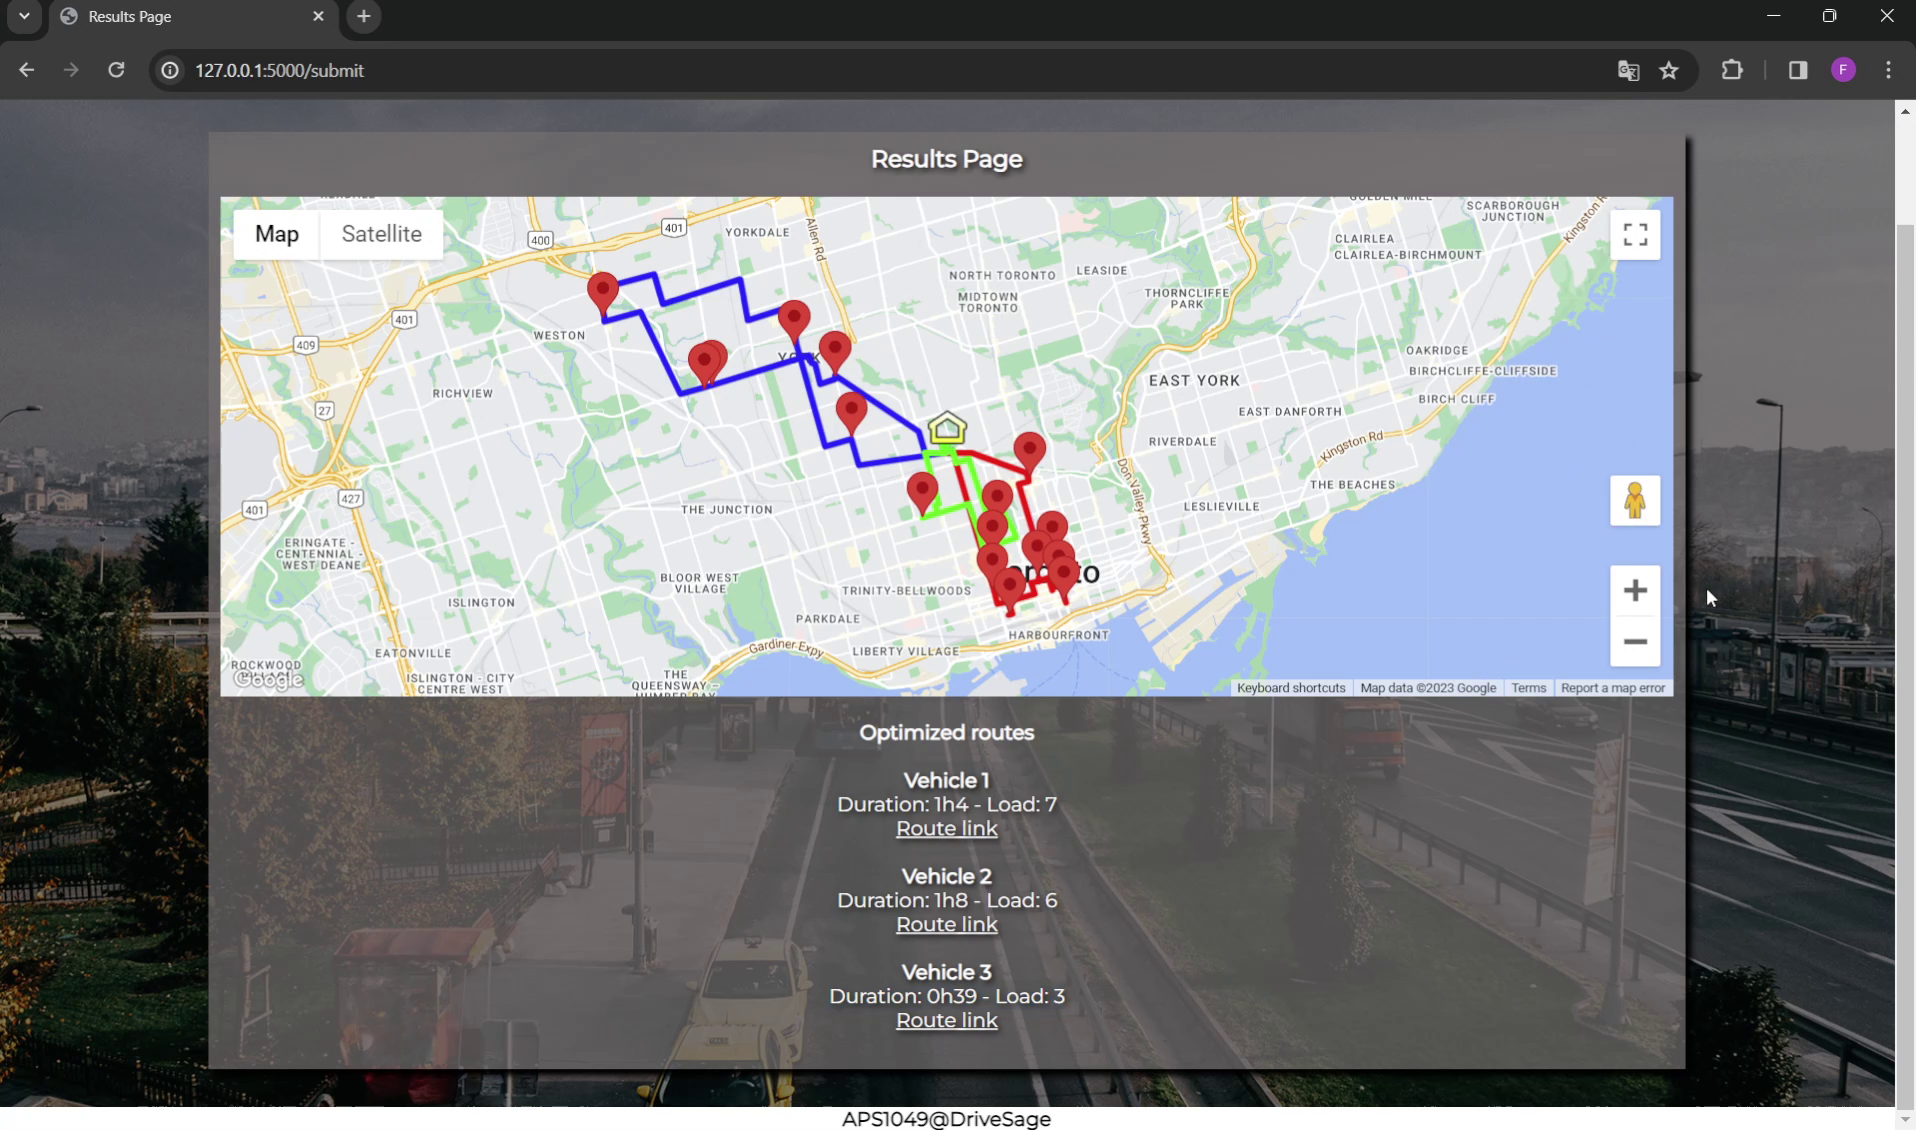 Results Page
127.0.0.1:5000/submit
F
Results Page
Map
Satellite
401
400
YORKDALE
Allen Rd
SCARBOROUGH
JUNCTION
Kingston R
CLAIRLEA
CLAIRLEA-BIRCHMOUNT
NORTH TORONTO
LEASIDE
MIDTOWN
TORONTO
THORNCLIFFE
PARK
401
WESTON
409
OAKRIDGE
BIRCHCLIFFE-CLIFFSIDE
EAST YORK
RICHVIEW
BIRCH CLIFF
27
EAST DANFORTH
RIVERDALE
Kingston Rd
Don Valley Pkwy
THE BEACHES
427
401
THE JUNCTION
LESLIEVILLE
ERINGATE -
CENTENNIAL -
WEST DEANE
BLOOR WEST
VILLAGE
TRINITY-BELLWOODS
ISLINGTON
PARKDALE
HARBOURFRONT
Gardiner Expy
LIBERTY VILLAGE
EATONVILLE
ROCKWOOD
Google
ISLINGTON - CITY
CENTRE WEST
THE
QUEENSWAY -
Keyboard shortcuts
Map data ©2023 Google
Terms
Report a map error
Optimized routes
Vehicle 1
Duration: 1h4 - Load: 7
Route link
Vehicle 2
Duration: 1h8 - Load: 6
Route link
Vehicle 3
Duration: 0h39 - Load: 3
Route link
APS1049@DriveSage